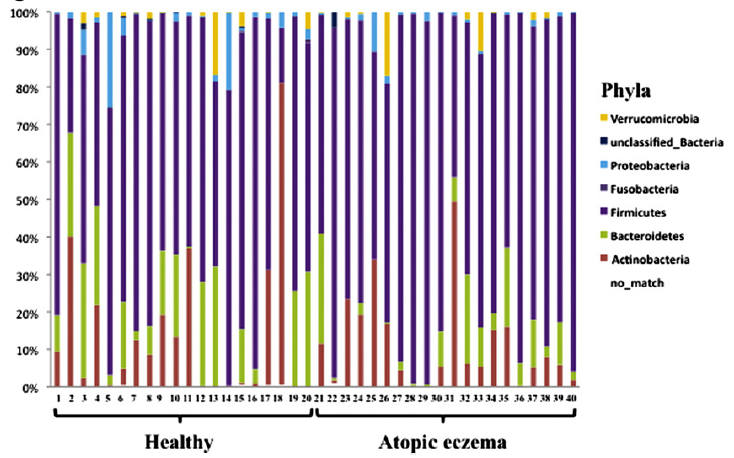 100%
90%
80%
70%
60%
50%
40%
30%
20%
10%
0%
1 2 3 4 5 6 7 8 9 10 11 12 13 14 15 16 17 18 19 20 21 22 23 24 25 26 27 28 29 30 31 32 33 34 35 36 37 38 39 40
Healthy Atopic eczema
Phyla
Verrucomicrobia
unclassified_Bacteria
Proteobacteria
Fusobacteria
Firmicutes
Bacteroidetes
Actinobacteria
no_match